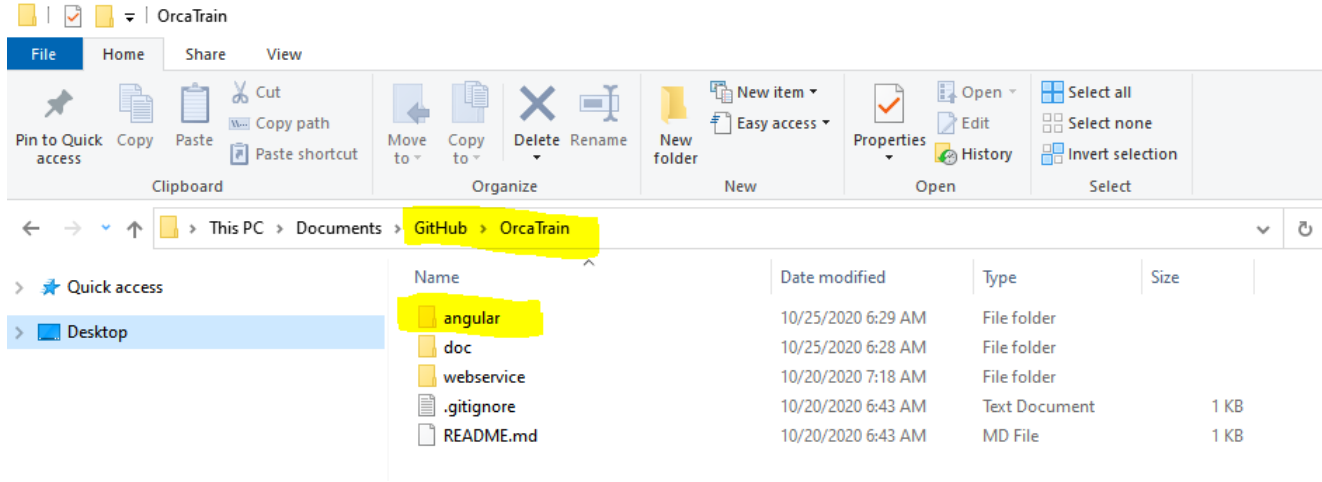 OrcaTrain
File Home Share View
Pin to Quick access
Copy
Paste
Cut
Copy path
Paste shortcut
Clipboard
Move to
Copy to
Delete
Rename
Organize
New folder
New item
Easy access
New
Properties
Open
Edit
History
Open
Select all
Select none
Invert selection
Select
This PC > Documents > GitHub > OrcaTrain
Quick access
Desktop
Name Date modified Type Size
angular 10/25/2020 6:29 AM File folder
doc 10/25/2020 6:28 AM File folder
webservice 10/20/2020 7:18 AM File folder
.gitignore 10/20/2020 6:43 AM Text Document 1 KB
README.md 10/20/2020 6:43 AM MD File 1 KB